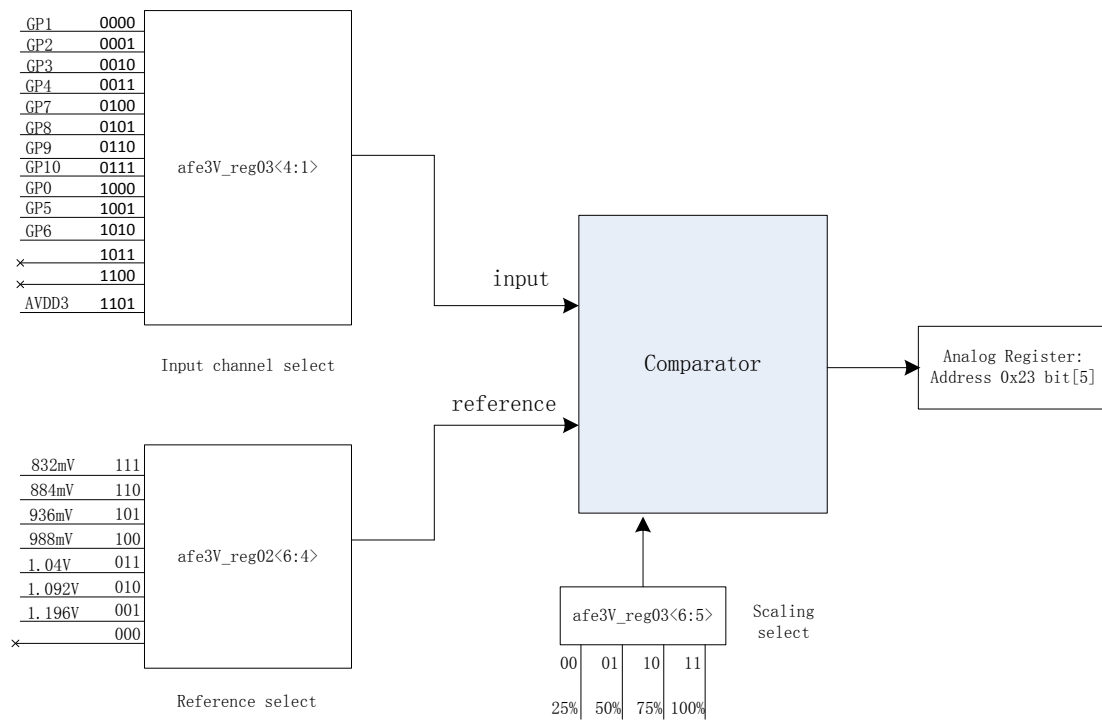 GP1 0000
GP2 0001
GP3 0010
GP4 0011
GP7 0100
GP8 0101
GP9 0110
GP10 0111
GP0 1000
GP5 1001
GP6 1010
1011
1100
AVDD3 1101
afe3V_reg03<4:1>
Input channel select
input
reference
Comparator
Analog Register:
Address 0x23 bit[5]
832mV 111
884mV 110
936mV 101
988mV 100
1.04V 011
1.092V 010
1.196V 001
000
afe3V_reg02<6:4>
Reference select
afe3V_reg03<6:5>
Scaling
select
00 01 10 11
25% 50% 75% 100%